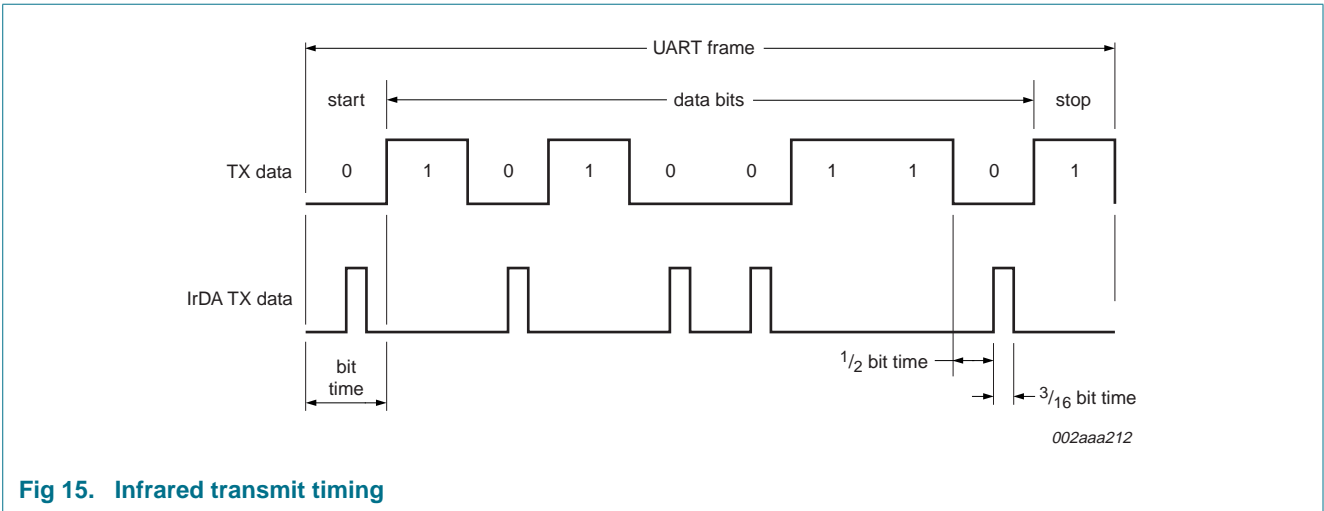 UART frame
start data bits stop
TX data 0 1 0 1 0 0 1 1 0 1
IrDA TX data
1/2 bit time
bit
time
3/16 bit time
002aaa212
Fig 15. Infrared transmit timing